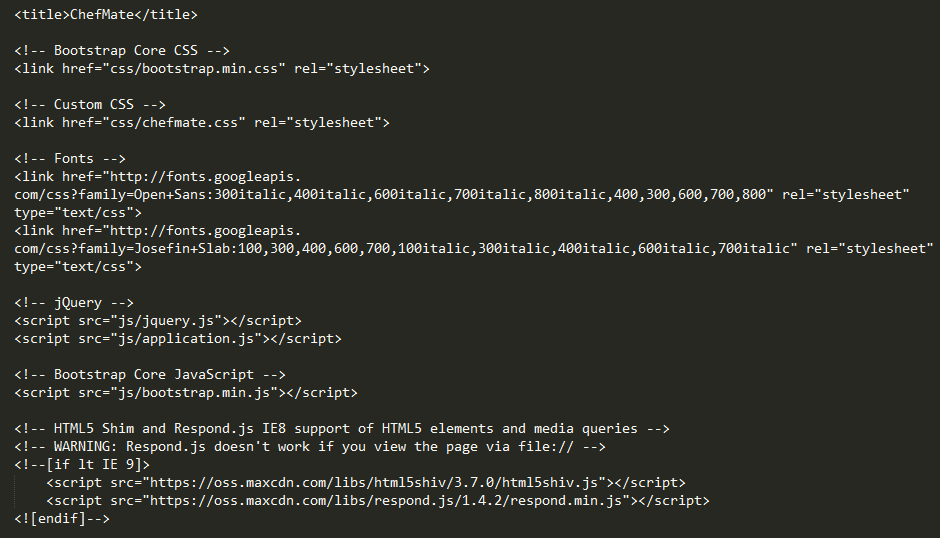 <title>ChefMate</title>
<!-- Bootstrap Core CSS -->
<link href="css/bootstrap.min.css" rel="stylesheet">
<!-- Custom CSS -->
<link href="css/chefmate.css" rel="stylesheet">
<!-- Fonts -->
<link href="http://fonts.googleapis.
com/css?family=Open+Sans:300italic,400italic,600italic,700italic,800italic,400,300,600,700,800" rel="stylesheet"
type="text/css">
<link href="http://fonts.googleapis.
com/css?family=Josefin+Slab:100,300,400,600,700,100italic,300italic,400italic,600italic,700italic" rel="stylesheet"
type="text/css">
<!-- jQuery -->
<script src="js/jquery.js"></script>
<script src="js/application.js"></script>
<!-- Bootstrap Core JavaScript -->
<script src="js/bootstrap.min.js"></script>
<!-- HTML5 Shim and Respond.js IE8 support of HTML5 elements and media queries -->
<!-- WARNING: Respond.js doesn't work if you view the page via file:// -->
<!--[if lt IE 9]>
    <script src="https://oss.maxcdn.com/libs/html5shiv/3.7.0/html5shiv.js"></script>
    <script src="https://oss.maxcdn.com/libs/respond.js/1.4.2/respond.min.js"></script>
<![endif]-->